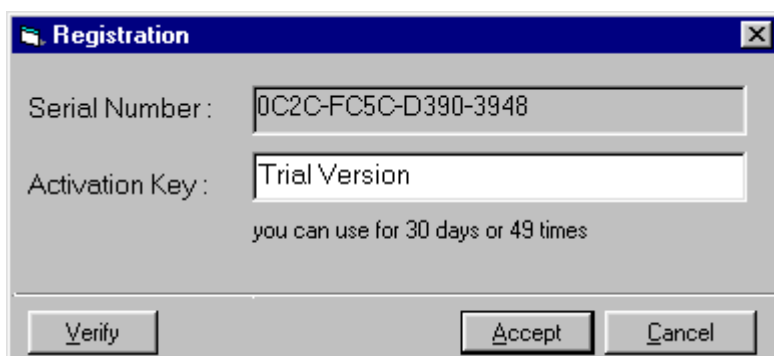 Registration
Serial Number : 0C2C-FC5C-D390-3948
Activation Key : Trial Version
you can use for 30 days or 49 times
Verify Accept Cancel